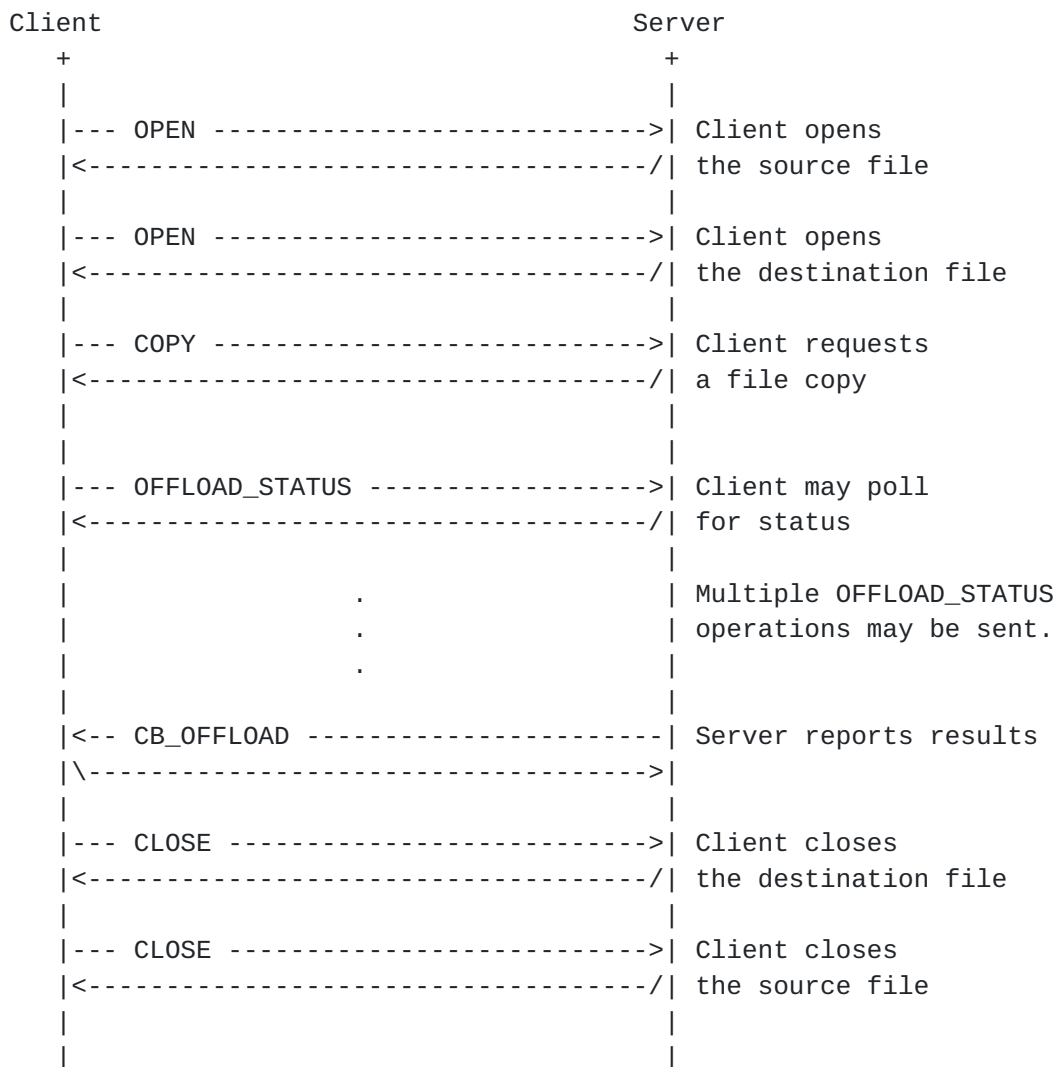 Client                                  Server
   +                                      +
   |                                      |
   |--- OPEN ---------------------------->| Client opens
   |<------------------------------------/| the source file
   |                                      |
   |--- OPEN ---------------------------->| Client opens
   |<------------------------------------/| the destination file
   |                                      |
   |--- COPY ---------------------------->| Client requests
   |<------------------------------------/| a file copy
   |                                      |
   |                                      |
   |--- OFFLOAD_STATUS ------------------>| Client may poll
   |<------------------------------------/| for status
   |                                      |
   |                  .                   | Multiple OFFLOAD_STATUS
   |                  .                   | operations may be sent.
   |                  .                   |
   |                                      |
   |<-- CB_OFFLOAD -----------------------| Server reports results
   |\------------------------------------>|
   |                                      |
   |--- CLOSE --------------------------->| Client closes
   |<------------------------------------/| the destination file
   |                                      |
   |--- CLOSE --------------------------->| Client closes
   |<------------------------------------/| the source file
   |                                      |
   |                                      |